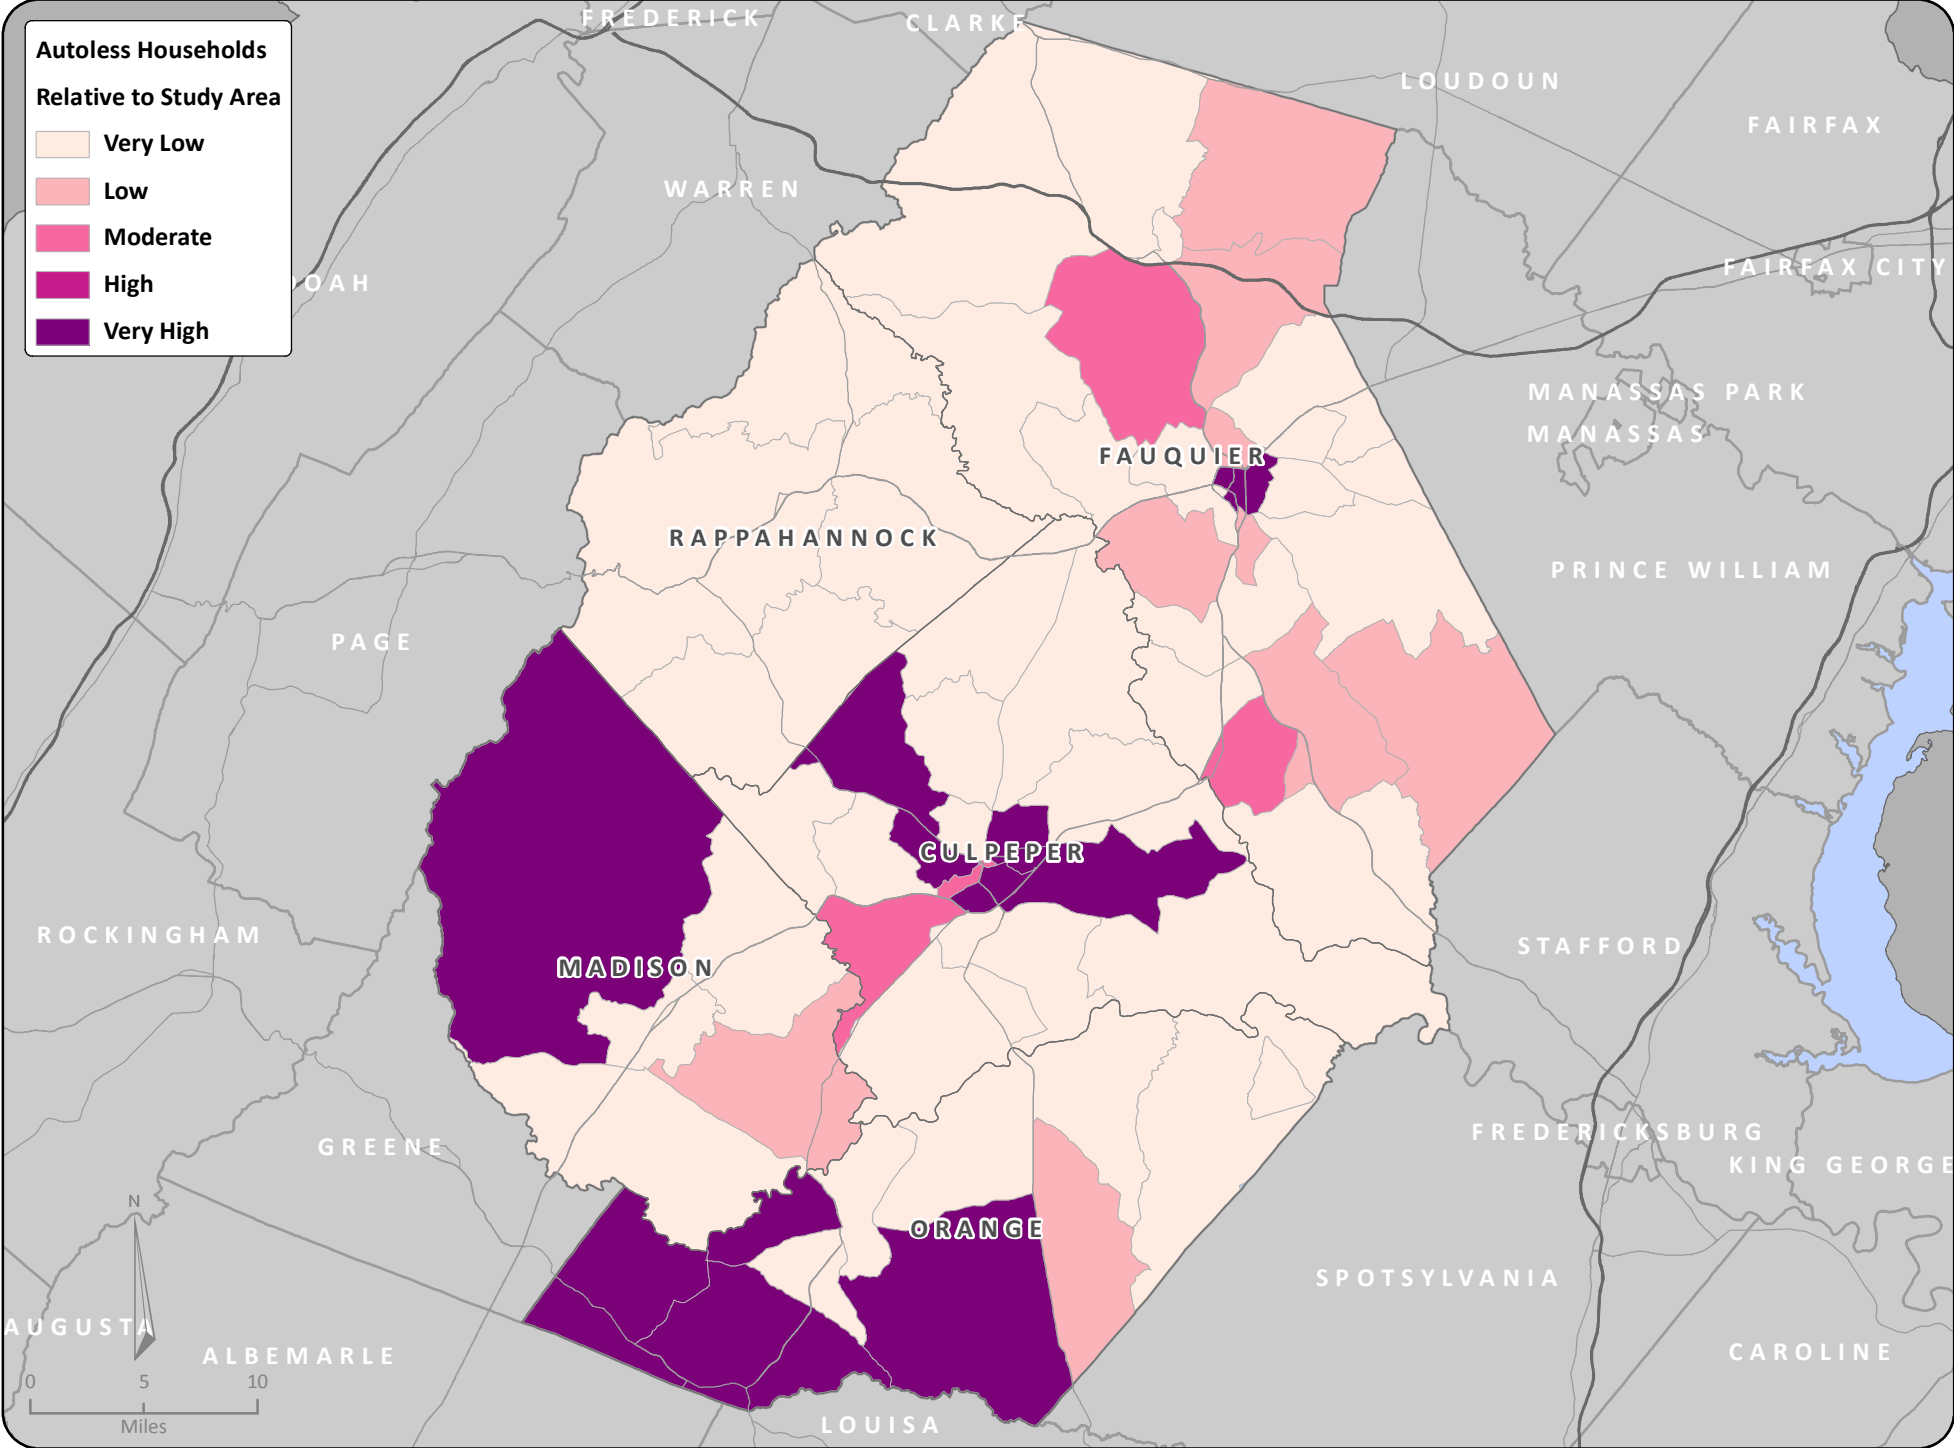 Autoless Households
Relative to Study Area
Very Low
Low
Moderate
High
Very High
FREDERICK
CLARKE
LOUDOUN
FAIRFAX
WARREN
OAH
FAIRFAX CITY
MANASSAS PARK
MANASSAS
FAUQUIER
RAPPAHANNOCK
PRINCE WILLIAM
PAGE
CULPEPER
ROCKINGHAM
STAFFORD
MADISON
FREDERICKSBURG
GREENE
KING GEORGE
N
ORANGE
SPOTSYLVANIA
AUGUSTA
ALBEMARLE
CAROLINE
0 5 10
Miles
LOUISA